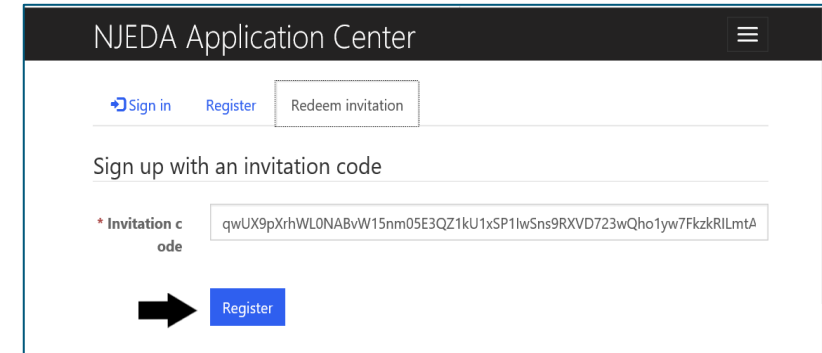 NJEDA Application Center
Sign in Register Redeem invitation
Sign up with an invitation code
* Invitation c
ode
qwUX9pXrhWL0NABvW15nm05E3QZ1kU1xSP1IwSns9RXVD723wQho1yw7FkzkRILmtA
Register